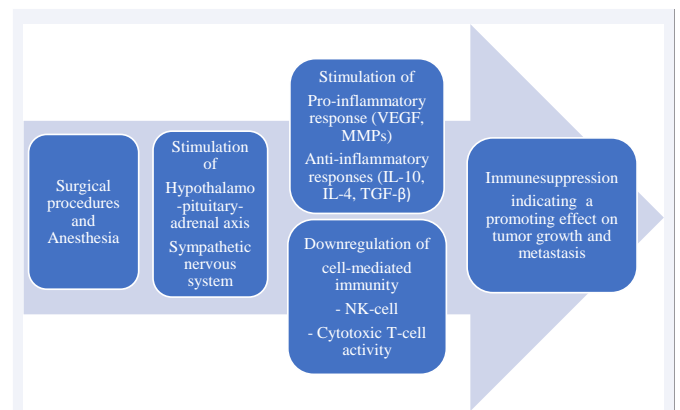 Surgical
procedures
and
Anesthesia
Stimulation
of
Hypothalamo
-pituitary-
adrenal axis
Sympathetic
nervous
system
Stimulation of
Pro-inflammatory
response (VEGF,
MMPs)
Anti-inflammatory
responses (IL-10,
IL-4, TGF-β)
Downregulation of
cell-mediated
immunity
- NK-cell
- Cytotoxic T-cell
activity
Immunesuppression
indicating a
promoting effect on
tumor growth and
metastasis